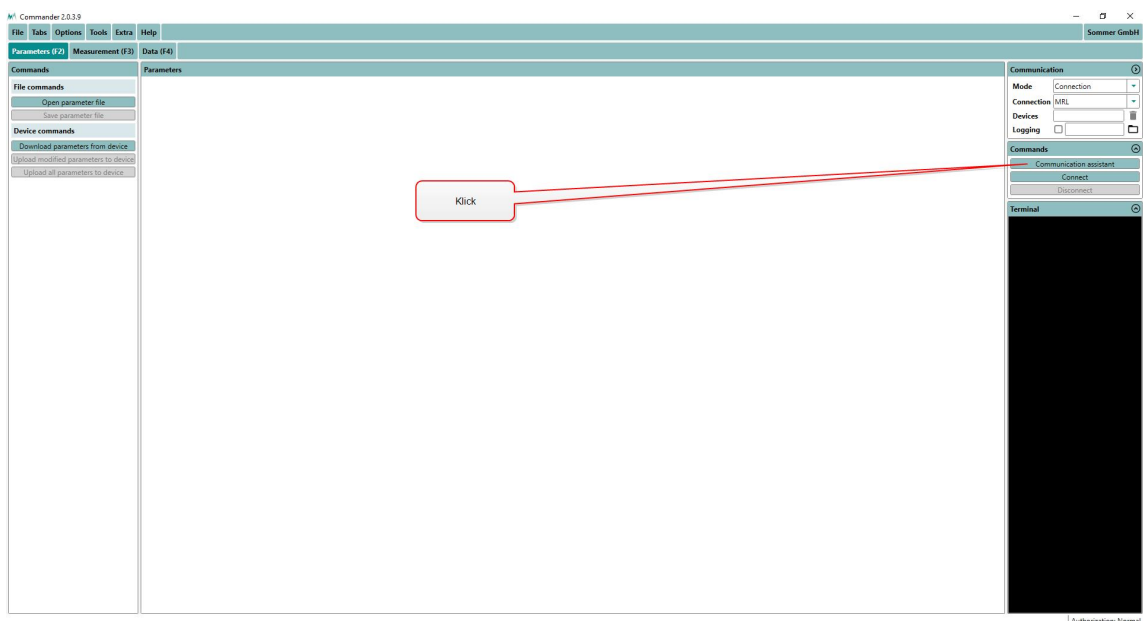 Commander 2.0.3.9
File Tabs Options Tools Extra Help
Sommer GmbH
Parameters (F2) Measurement (F3) Data (F4)
Commands
File commands
Open parameter file
Save parameter file
Device commands
Download parameters from device
Upload modified parameters to device
Upload all parameters to device
Parameters
Klick
Communication
Mode Connection
Connection MRL
Devices
Logging
Commands
Communication assistant
Connect
Disconnect
Terminal
Authorization: Normal